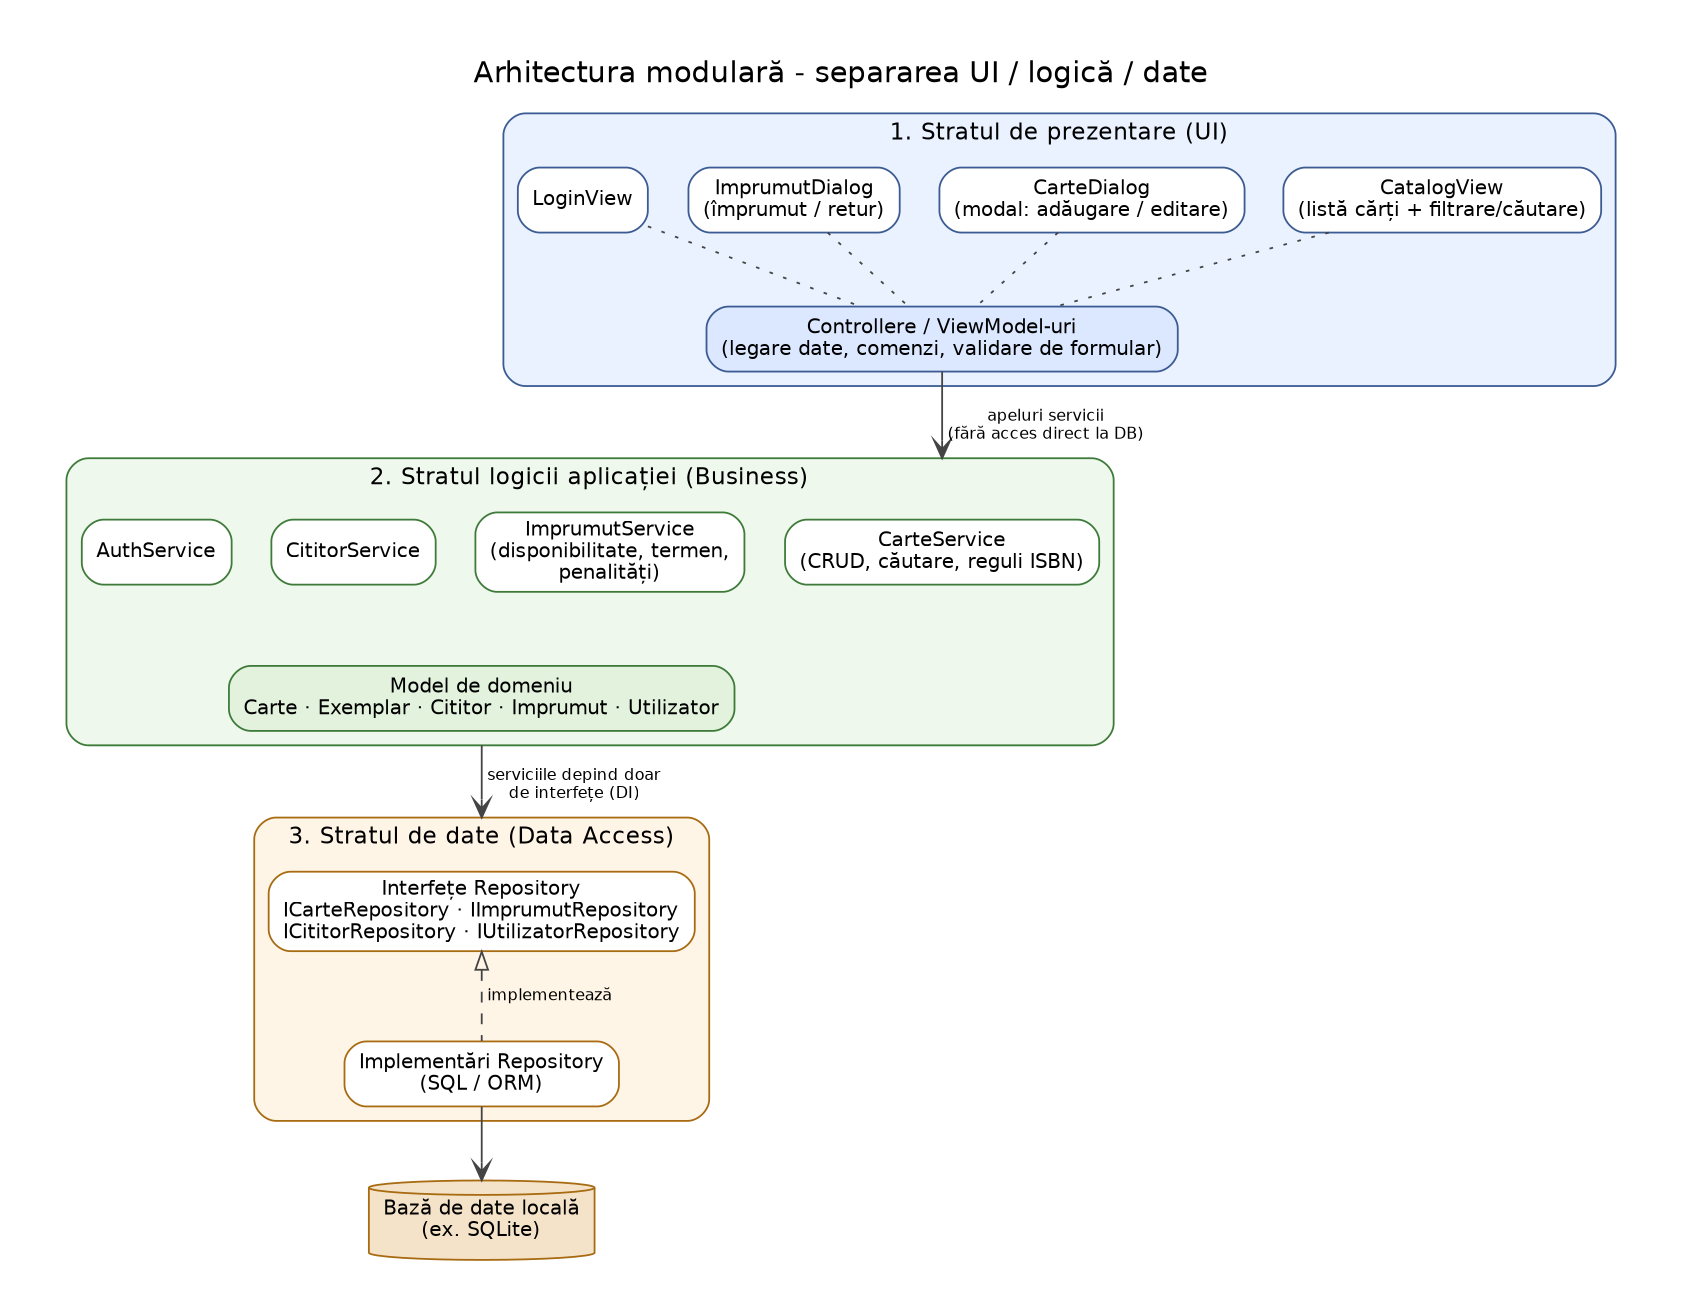 Arhitectura modulară - separarea UI / logică / date
1. Stratul de prezentare (UI)
LoginView
ImprumutDialog
(împrumut / retur)
CarteDialog
(modal: adăugare / editare)
CatalogView
(listă cărți + filtrare/căutare)
Controllere / ViewModel-uri
(legare date, comenzi, validare de formular)
apeluri servicii
(fără acces direct la DB)
2. Stratul logicii aplicației (Business)
AuthService
CititorService
ImprumutService
(disponibilitate, termen,
penalități)
CarteService
(CRUD, căutare, reguli ISBN)
Model de domeniu
Carte · Exemplar · Cititor · Imprumut · Utilizator
serviciile depind doar
de interfețe (DI)
3. Stratul de date (Data Access)
Interfețe Repository
ICarteRepository · IImprumutRepository
ICititorRepository · IUtilizatorRepository
implementează
Implementări Repository
(SQL / ORM)
Bază de date locală
(ex. SQLite)